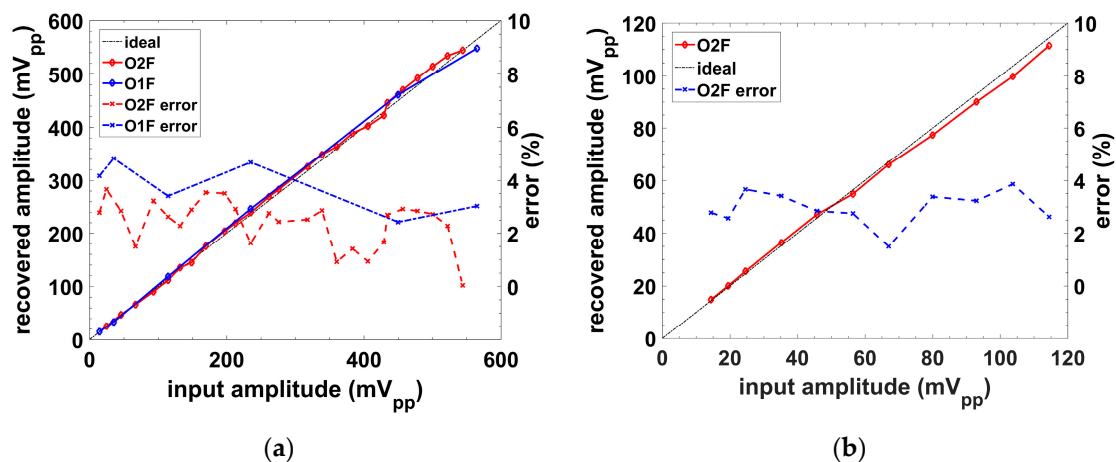 recovered amplitude (mVpp)
600
500
400
300
200
100
0
ideal
O2F
O1F
O2F error
O1F error
10
8
6
4
2
0
error (%)
0
200
400
600
input amplitude (mVpp)
(a)
recovered amplitude (mVpp)
120
100
80
60
40
20
0
O2F
ideal
O2F error
10
8
6
4
2
0
error (%)
0
20
40
60
80
100
120
input amplitude (mVpp)
(b)